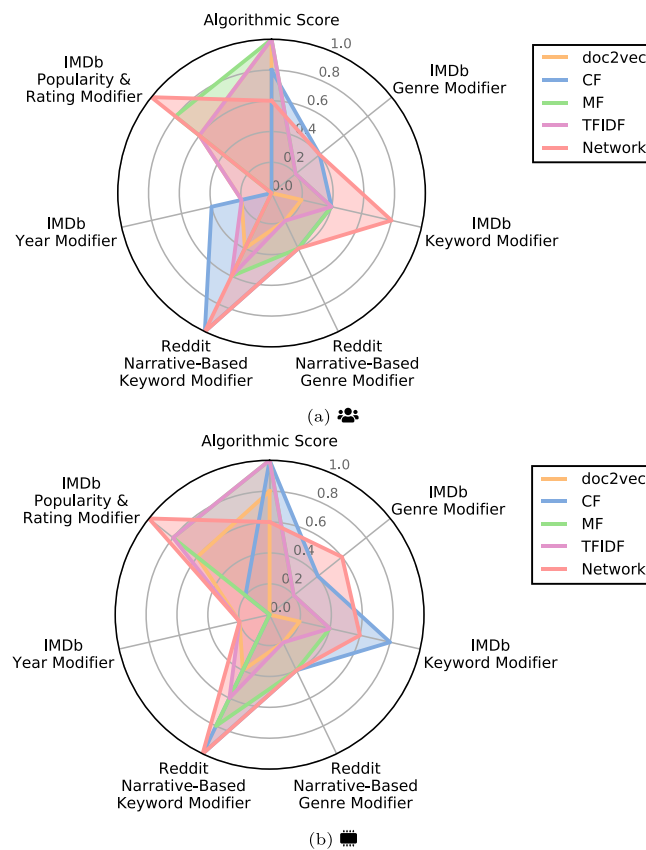 Algorithmic Score
IMDb
Popularity &
Rating Modifier
1.0
0.8
0.6
0.4
0.2
0.0
IMDb
Genre Modifier
IMDb
Keyword Modifier
IMDb
Year Modifier
Reddit
Narrative-Based
Keyword Modifier
Reddit
Narrative-Based
Genre Modifier
doc2vec
CF
MF
TFIDF
Network
(a)
Algorithmic Score
IMDb
Popularity &
Rating Modifier
1.0
0.8
0.6
0.4
0.2
0.0
IMDb
Genre Modifier
IMDb
Keyword Modifier
IMDb
Year Modifier
Reddit
Narrative-Based
Keyword Modifier
Reddit
Narrative-Based
Genre Modifier
doc2vec
CF
MF
TFIDF
Network
(b)